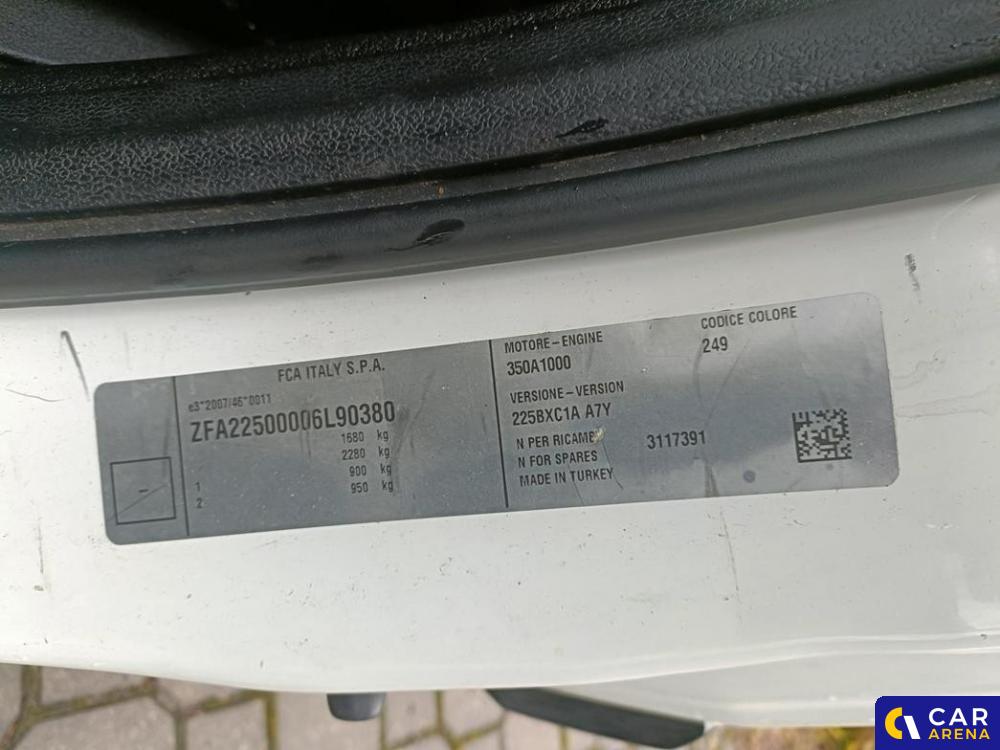 FCA ITALY S.P.A.
e3*2007/46*0011
ZFA22500006L90380
1680 kg
2280 kg
1 900 kg
2 950 kg
-
MOTORE-ENGINE
350A1000
VERSIONE-VERSION
225BXC1A A7Y
N PER RICAMBI
N FOR SPARES
MADE IN TURKEY
3117391
CODICE COLORE
249
CAR
ARENA